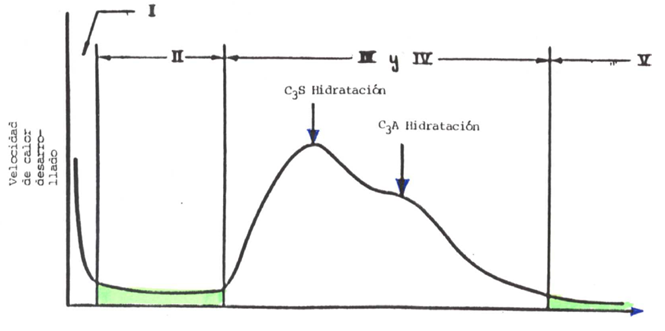 I
II
III y IV
V
C₃S Hidratación
C₃A Hidratación
Velocidad
de calor
desarro-
llado